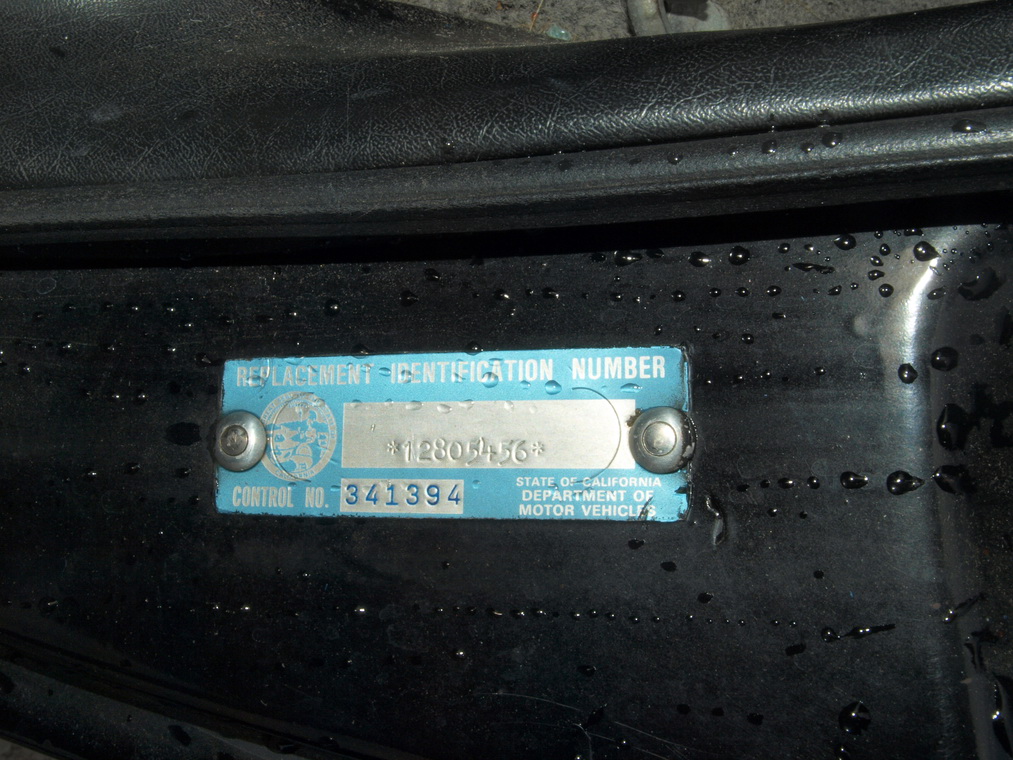 REPLACEMENT IDENTIFICATION NUMBER
*12805456*
CONTROL NO. 341394
STATE OF CALIFORNIA
DEPARTMENT OF
MOTOR VEHICLES